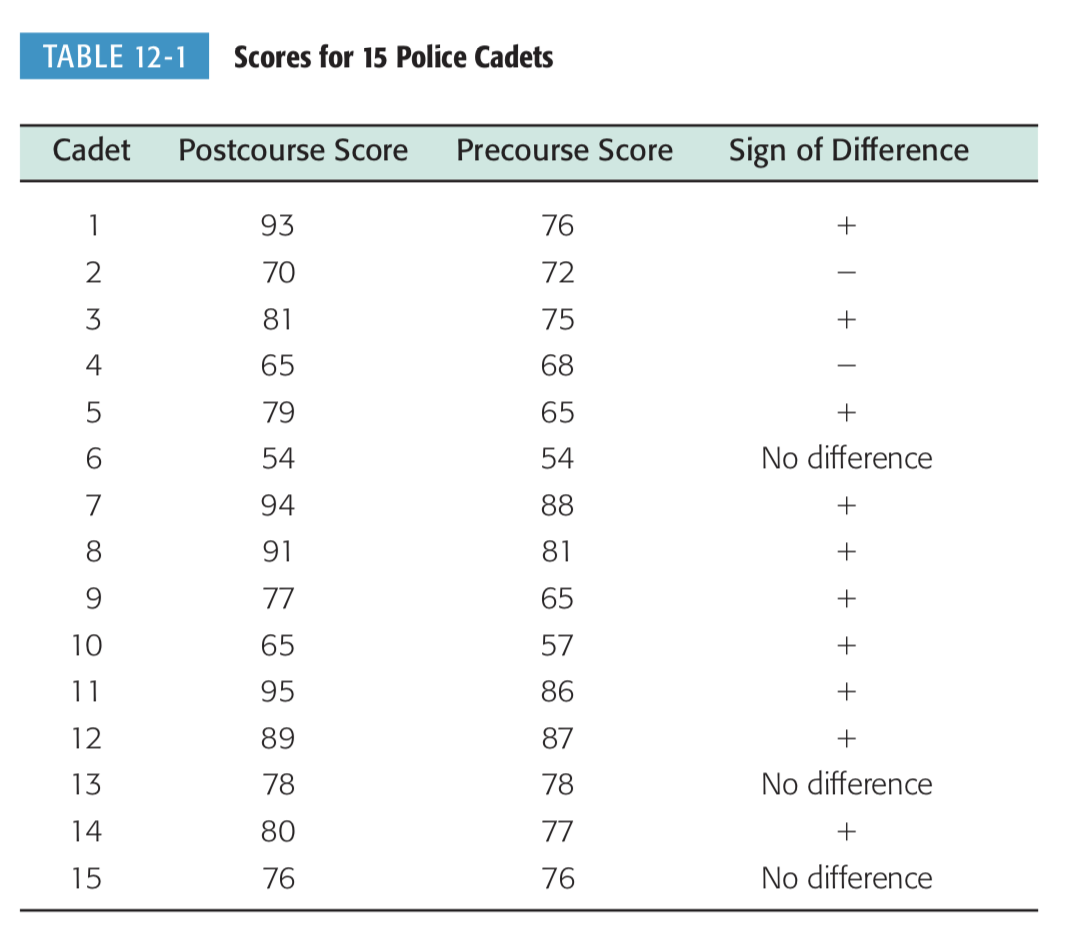 TABLE 12-1 Scores for 15 Police Cadets
Cadet Postcourse Score Precourse Score Sign of Difference
1 93 76 +
2 70 72 −
3 81 75 +
4 65 68 −
5 79 65 +
6 54 54 No difference
7 94 88 +
8 91 81 +
9 77 65 +
10 65 57 +
11 95 86 +
12 89 87 +
13 78 78 No difference
14 80 77 +
15 76 76 No difference